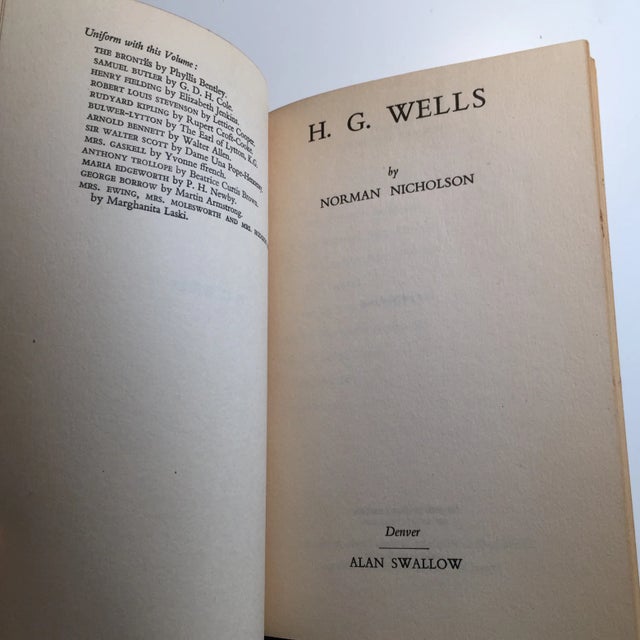 Uniform with this Volume:
THE BRONTËS by Phyllis Bentley.
SAMUEL BUTLER by G. D. H. Cole.
HENRY FIELDING by Elizabeth Jenkins.
ROBERT LOUIS STEVENSON by Lettice Cooper.
RUDYARD KIPLING by Rupert Croft-Cooke.
BULWER-LYTTON by The Earl of Lytton, K.G.
ARNOLD BENNETT by Walter Allen.
SIR WALTER SCOTT by Dame Una Pope-Hennessy.
MRS. GASKELL by Yvonne ffrench.
ANTHONY TROLLOPE by Beatrice Curtis Brown.
MARIA EDGEWORTH by P. H. Newby.
GEORGE BORROW by Martin Armstrong.
MRS. EWING, MRS. MOLESWORTH AND MRS.
by Marghanita Laski.
H. G. WELLS
by
NORMAN NICHOLSON
Denver
ALAN SWALLOW